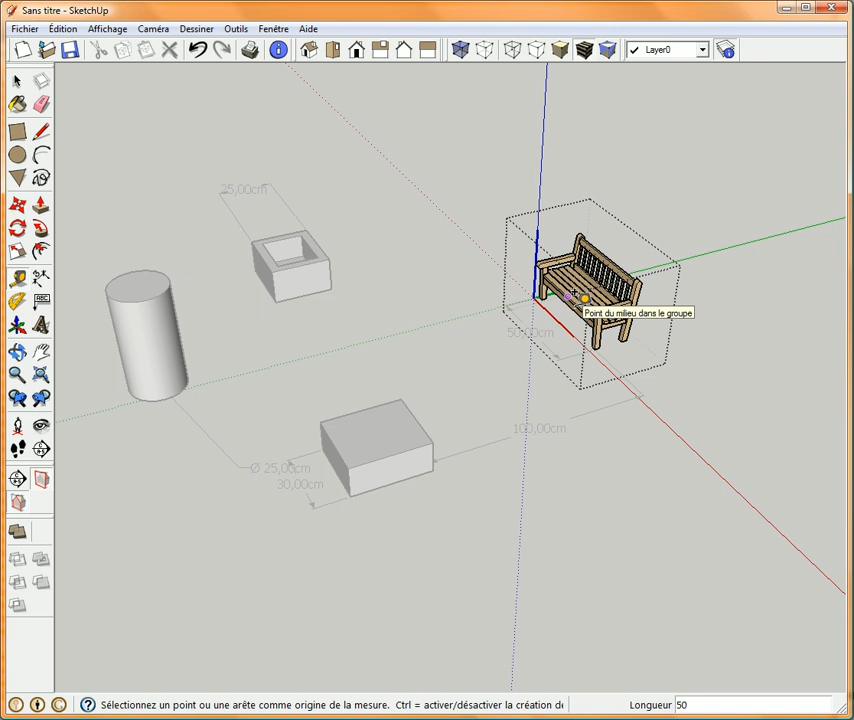 Sans titre - SketchUp
Fichier Édition Affichage Caméra Dessiner Outils Fenêtre Aide
Layer0
25,00cm
Point du milieu dans le groupe
50,00cm
100,00cm
Ø 25,00cm
30,00cm
Sélectionnez un point ou une arête comme origine de la mesure. Ctrl = activer/désactiver la création d
Longueur 50